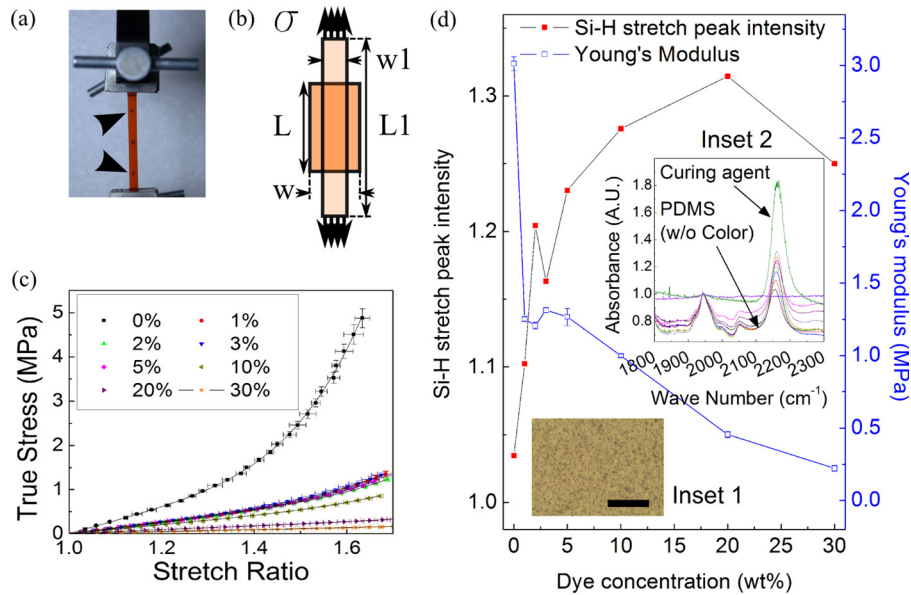 (a)
(b)
σ
w1
L
L1
w
(c)
True Stress (MPa)
5
4
3
2
1
0
0%
1%
2%
3%
5%
10%
20%
30%
1.0
1.2
1.4
1.6
Stretch Ratio
(d)
Si-H stretch peak intensity
Young's Modulus
Si-H stretch peak intensity
1.3
1.2
1.1
1.0
Young's modulus (MPa)
3.0
2.5
2.0
1.5
1.0
0.5
0.0
Inset 2
Curing agent
PDMS
(w/o Color)
Absorbance (A.U.)
1.8
1.6
1.4
1.2
1.0
0.8
1800
1900
2000
2100
2200
2300
Wave Number (cm⁻¹)
Inset 1
0
5
10
15
20
25
30
Dye concentration (wt%)